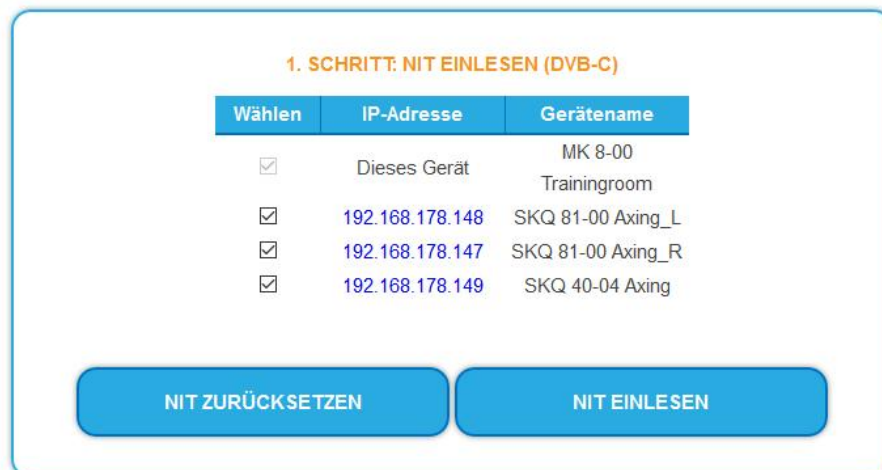 1. SCHRITT: NIT EINLESEN (DVB-C)
Wählen IP-Adresse Gerätename
Dieses Gerät MK 8-00
Trainingroom
192.168.178.148 SKQ 81-00 Axing_L
192.168.178.147 SKQ 81-00 Axing_R
192.168.178.149 SKQ 40-04 Axing
NIT ZURÜCKSETZEN NIT EINLESEN